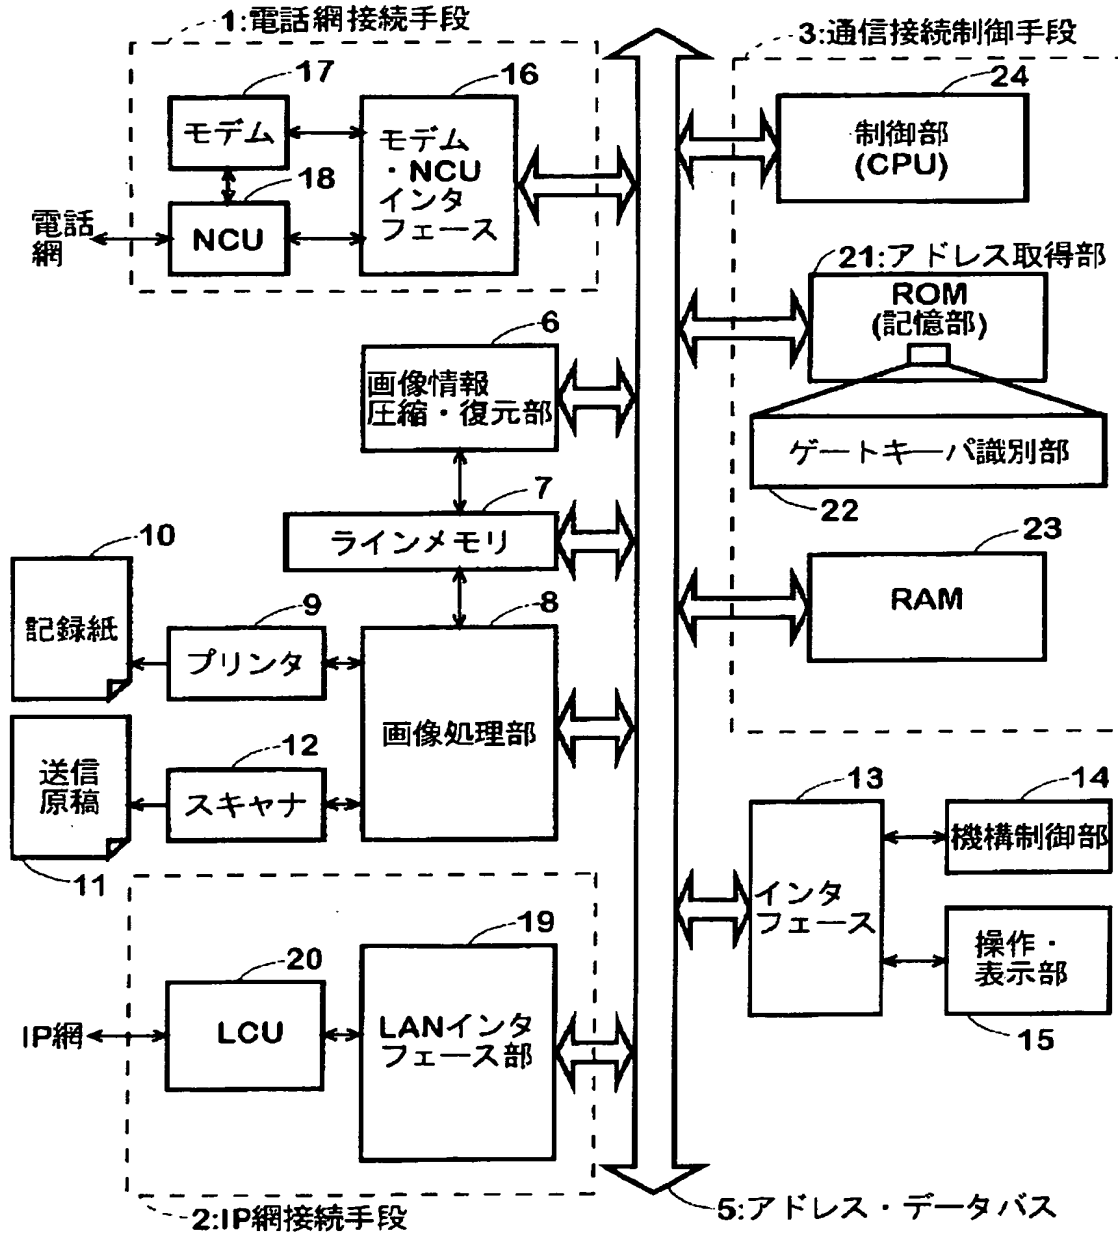 1:電話網接続手段
17
16
モデム
モデム
・NCU
インタ
フェース
18
NCU
電話
網
3:通信接続制御手段
24
制御部
(CPU)
21:アドレス取得部
ROM
(記憶部)
ゲートキーパ識別部
22
23
RAM
6
画像情報
圧縮・復元部
7
ラインメモリ
10
記録紙
9
プリンタ
8
画像処理部
送信
原稿
11
12
スキャナ
13
インタ
フェース
14
機構制御部
操作・
表示部
15
19
20
IP網
LCU
LANインタ
フェース部
2:IP網接続手段
5:アドレス・データバス